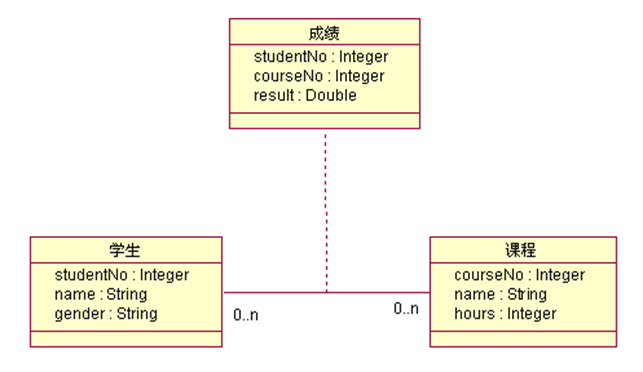 成绩
studentNo : Integer
courseNo : Integer
result : Double
学生
studentNo : Integer
name : String
gender : String
0..n
0..n
课程
courseNo : Integer
name : String
hours : Integer